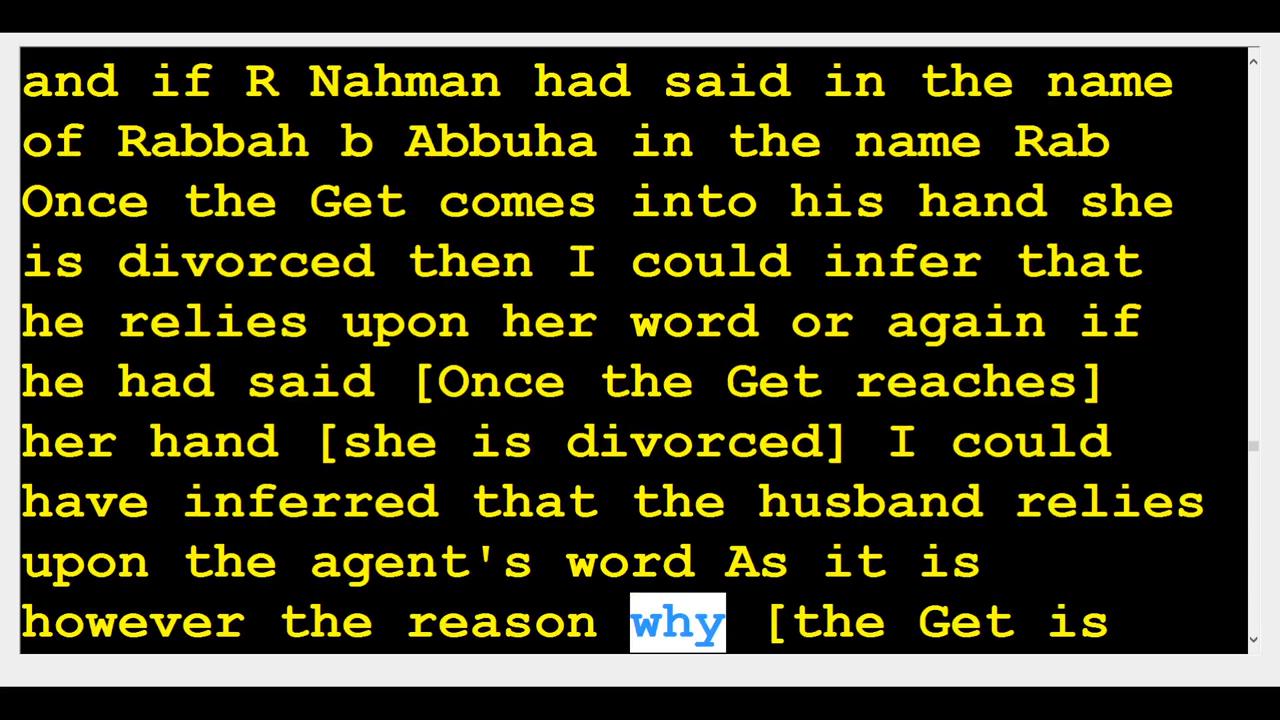 and if R Nahman had said in the name
of Rabbah b Abbuha in the name Rab
Once the Get comes into his hand she
is divorced then I could infer that
he relies upon her word or again if
he had said [Once the Get reaches]
her hand [she is divorced] I could
have inferred that the husband relies
upon the agent's word As it is
however the reason why [the Get is